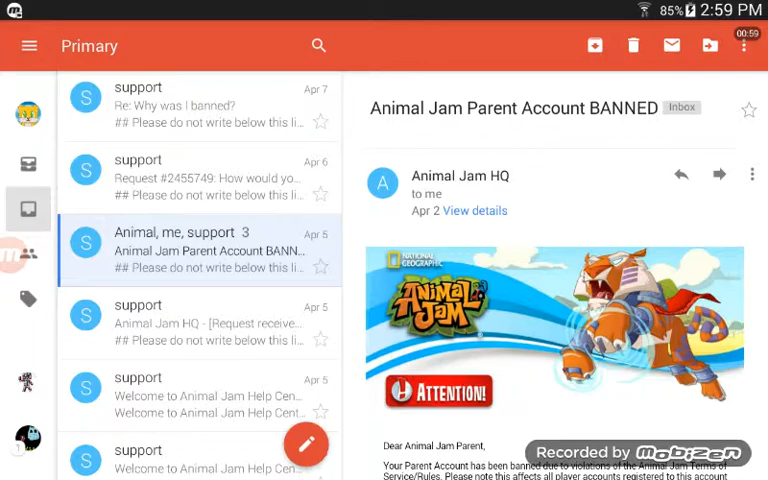 85% 2:59 PM
Primary
00:59
support Apr 7
Re: Why was I banned?
## Please do not write below this li...
support Apr 6
Request #2455749: How would yo...
## Please do not write below this li...
Animal, me, support 3 Apr 5
Animal Jam Parent Account BANN...
## Please do not write below this li...
support Apr 5
Animal Jam HQ - [Request receive...
## Please do not write below this li...
support Apr 5
Welcome to Animal Jam Help Cen...
Welcome to Animal Jam Help Cent...
support
Welcome to Animal Jam Help Cen...
S
S
S
S
S
S
Animal Jam Parent Account BANNED Inbox
A
Animal Jam HQ
to me
Apr 2 View details
NATIONAL
GEOGRAPHIC
ANIMAL
JAM
ATTENTION!
Dear Animal Jam Parent,
Your Parent Account has been banned due to violations of the Animal Jam Terms of
Service/Rules. Please note this affects all player accounts registered to this account
Recorded by MOBIZEN